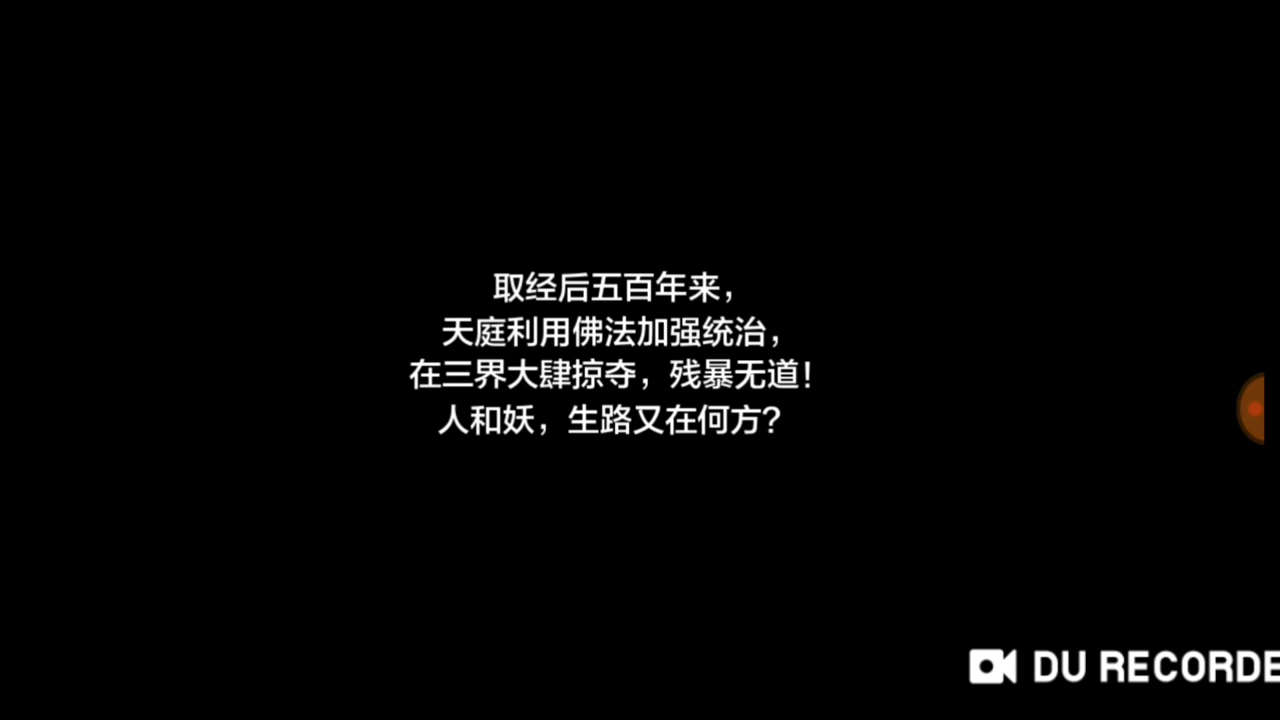 取经后五百年来，
天庭利用佛法加强统治，
在三界大肆掠夺，残暴无道！
人和妖，生路又在何方？
DU RECORDE